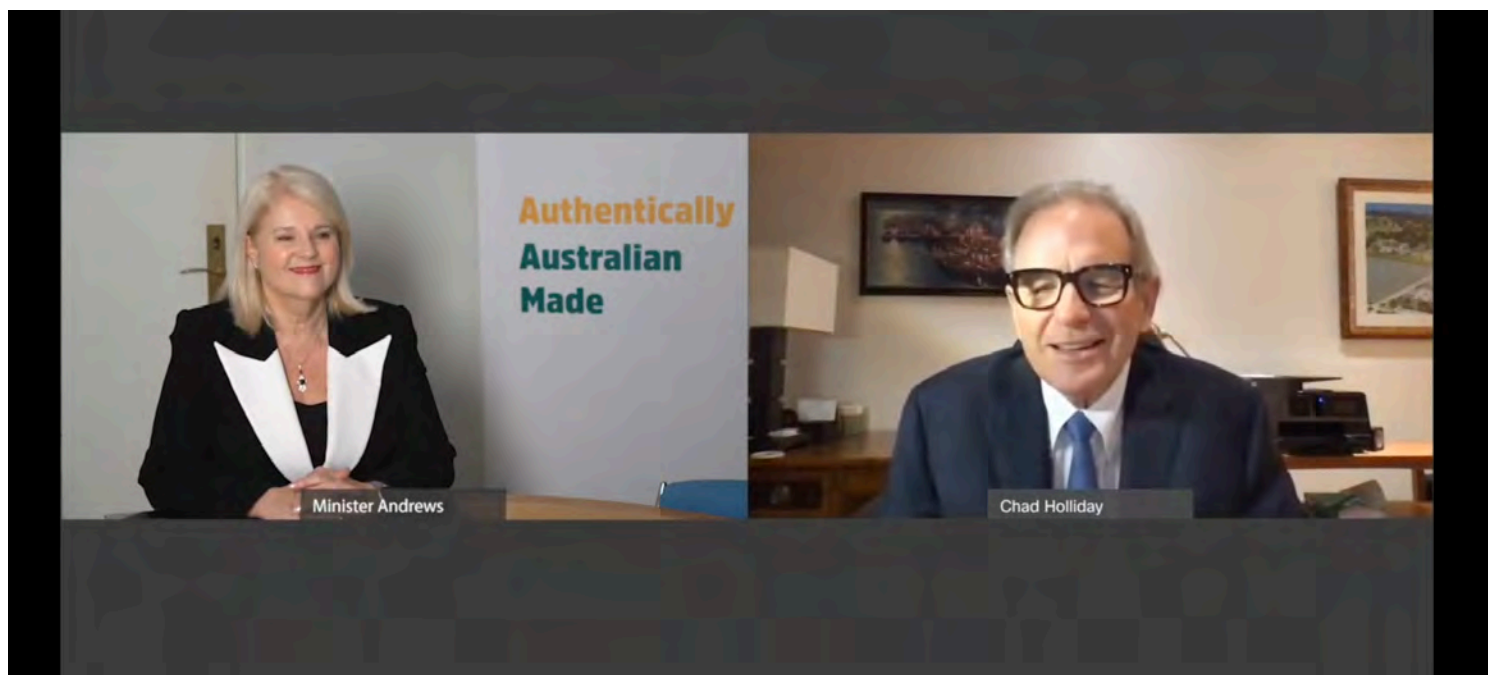 Authentically
Australian
Made
Minister Andrews
Chad Holliday